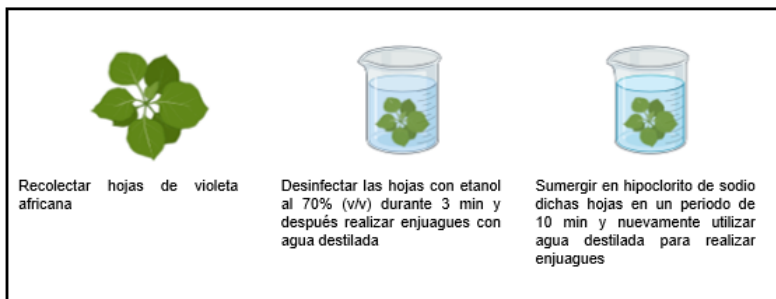 Recolectar hojas de violeta
africana
Desinfectar las hojas con etanol
al 70% (v/v) durante 3 min y
después realizar enjuagues con
agua destilada
Sumergir en hipoclorito de sodio
dichas hojas en un periodo de
10 min y nuevamente utilizar
agua destilada para realizar
enjuagues